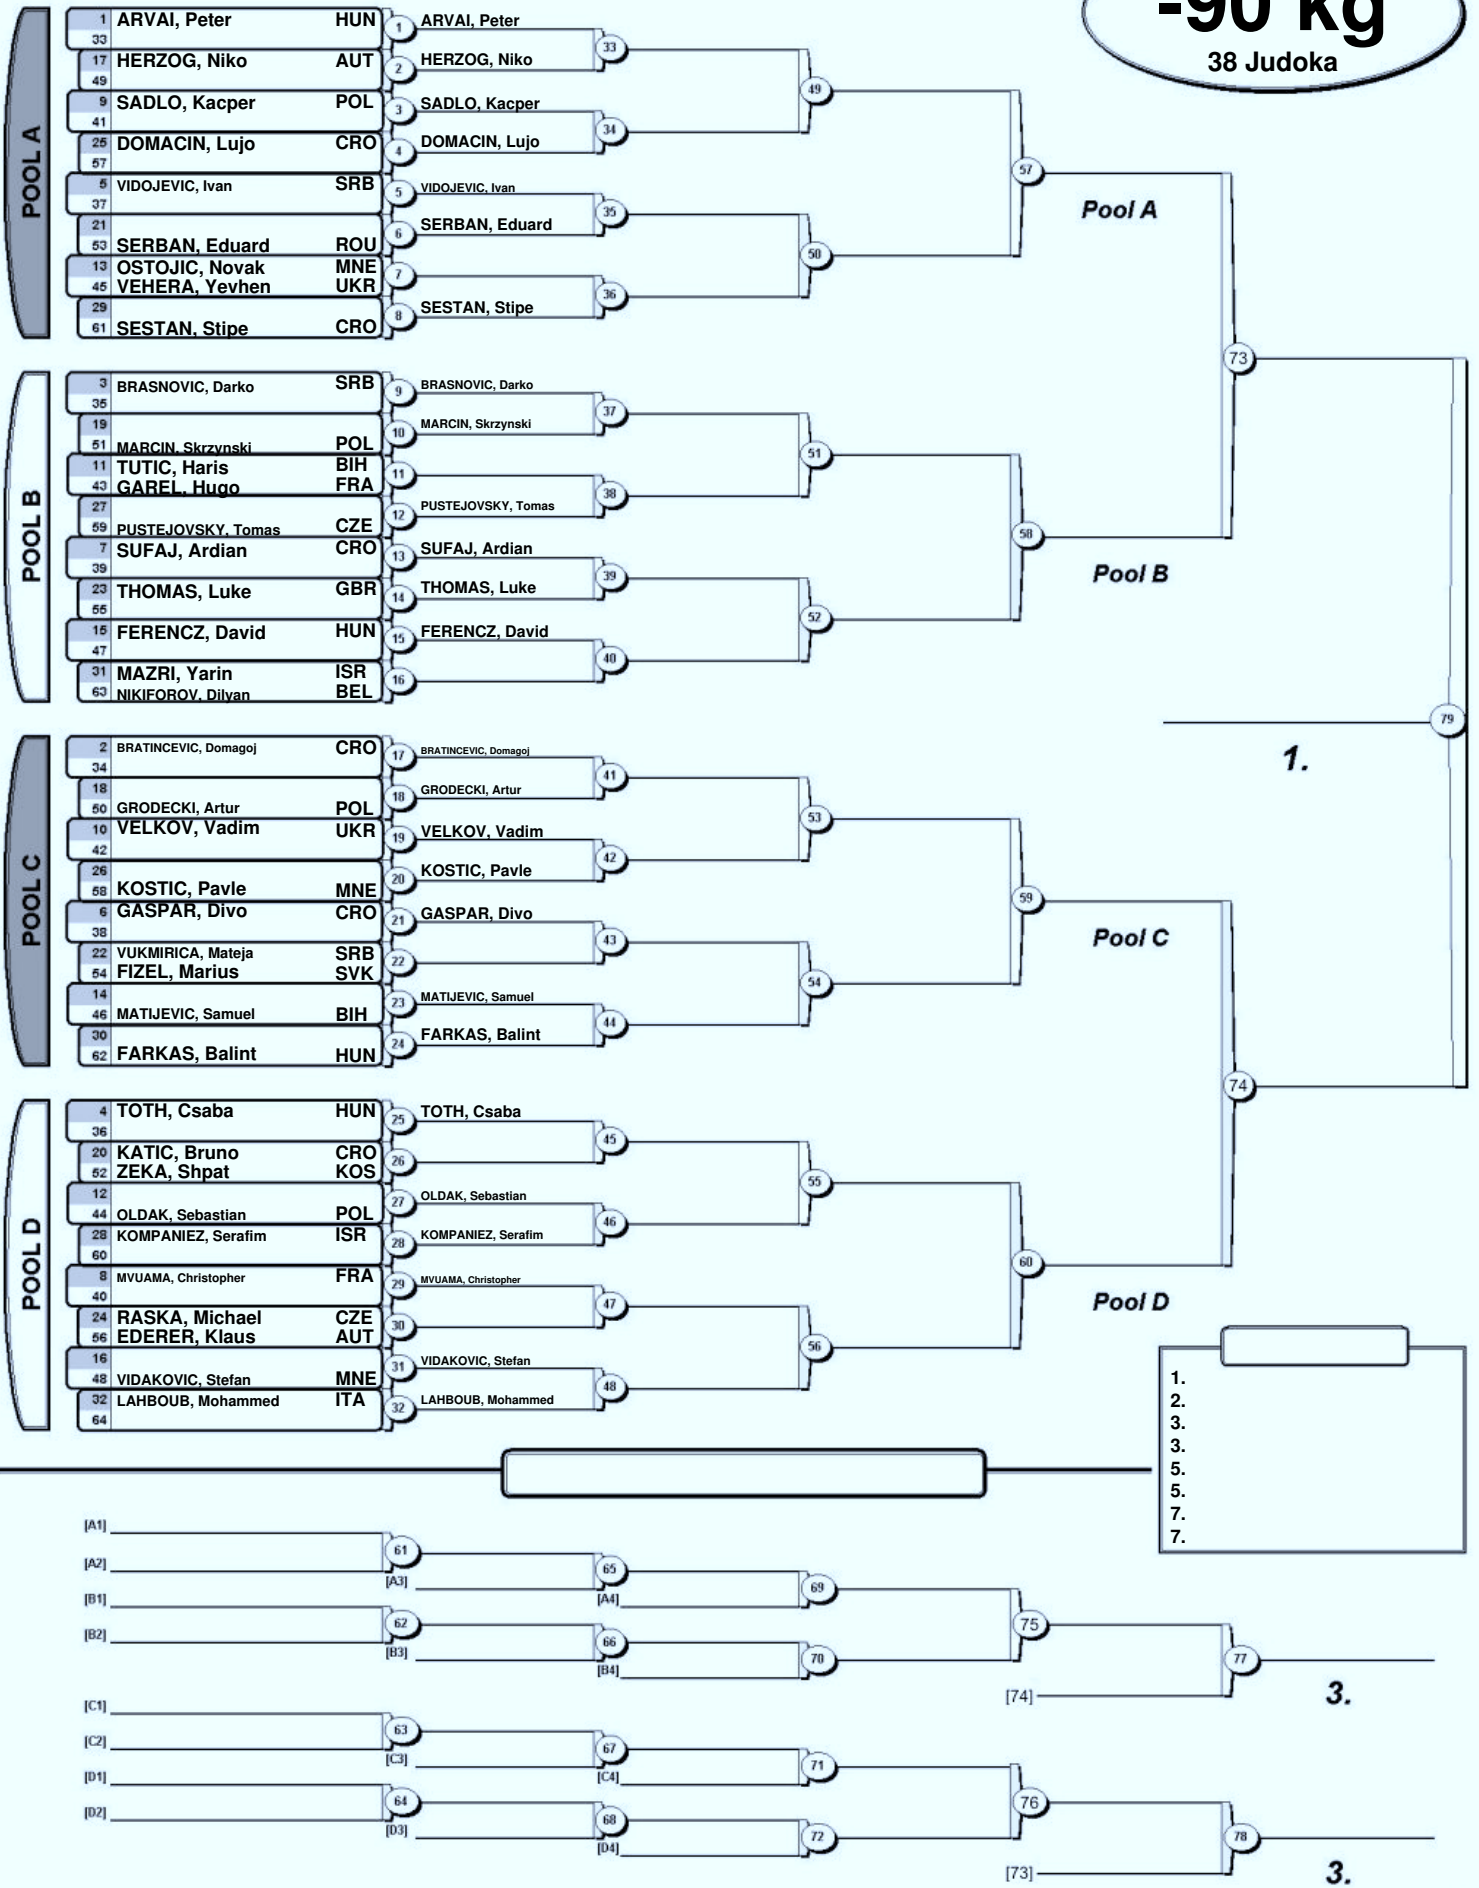 -90 kg
38 Judoka
POOL A
1 ARVAI, Peter HUN
33
17 HERZOG, Niko AUT
49
9 SADLO, Kacper POL
41
25 DOMACIN, Lujo CRO
57
5 VIDOJEVIC, Ivan SRB
37
21
53 SERBAN, Eduard ROU
13 OSTOJIC, Novak MNE
45 VEHERA, Yevhen UKR
29
61 SESTAN, Stipe CRO
1 ARVAI, Peter
2 HERZOG, Niko
3 SADLO, Kacper
4 DOMACIN, Lujo
5 VIDOJEVIC, Ivan
6 SERBAN, Eduard
7
8 SESTAN, Stipe
33
34
35
36
49
50
57
Pool A
POOL B
3 BRASNOVIC, Darko SRB
35
19
51 MARCIN, Skrzynski POL
11 TUTIC, Haris BIH
43 GAREL, Hugo FRA
27
59 PUSTEJOVSKY, Tomas CZE
7 SUFAJ, Ardian CRO
39
23 THOMAS, Luke GBR
55
15 FERENCZ, David HUN
47
31 MAZRI, Yarin ISR
63 NIKIFOROV, Dilyan BEL
9 BRASNOVIC, Darko
10 MARCIN, Skrzynski
11
12 PUSTEJOVSKY, Tomas
13 SUFAJ, Ardian
14 THOMAS, Luke
15 FERENCZ, David
16
37
38
39
40
51
52
58
Pool B
73
79
1.
POOL C
2 BRATINCEVIC, Domagoj CRO
34
18
50 GRODECKI, Artur POL
10 VELKOV, Vadim UKR
42
26
58 KOSTIC, Pavle MNE
6 GASPAR, Divo CRO
38
22 VUKMIRICA, Mateja SRB
54 FIZEL, Marius SVK
14
46 MATIJEVIC, Samuel BIH
30
62 FARKAS, Balint HUN
17 BRATINCEVIC, Domagoj
18 GRODECKI, Artur
19 VELKOV, Vadim
20 KOSTIC, Pavle
21 GASPAR, Divo
22
23 MATIJEVIC, Samuel
24 FARKAS, Balint
41
42
43
44
53
54
59
Pool C
POOL D
4 TOTH, Csaba HUN
36
20 KATIC, Bruno CRO
52 ZEKA, Shpat KOS
12
44 OLDAK, Sebastian POL
28 KOMPANIEZ, Serafim ISR
60
8 MVUAMA, Christopher FRA
40
24 RASKA, Michael CZE
56 EDERER, Klaus AUT
16
48 VIDAKOVIC, Stefan MNE
32 LAHBOUB, Mohammed ITA
64
25 TOTH, Csaba
26
27 OLDAK, Sebastian
28 KOMPANIEZ, Serafim
29 MVUAMA, Christopher
30
31 VIDAKOVIC, Stefan
32 LAHBOUB, Mohammed
45
46
47
48
55
56
60
Pool D
74
1.
2.
3.
3.
5.
5.
7.
7.
[A1]
[A2]
61
[A3]
65
[A4]
69
[B1]
[B2]
62
[B3]
66
[B4]
70
75
[74]
77
3.
[C1]
[C2]
63
[C3]
67
[C4]
71
[D1]
[D2]
64
[D3]
68
[D4]
72
76
[73]
78
3.